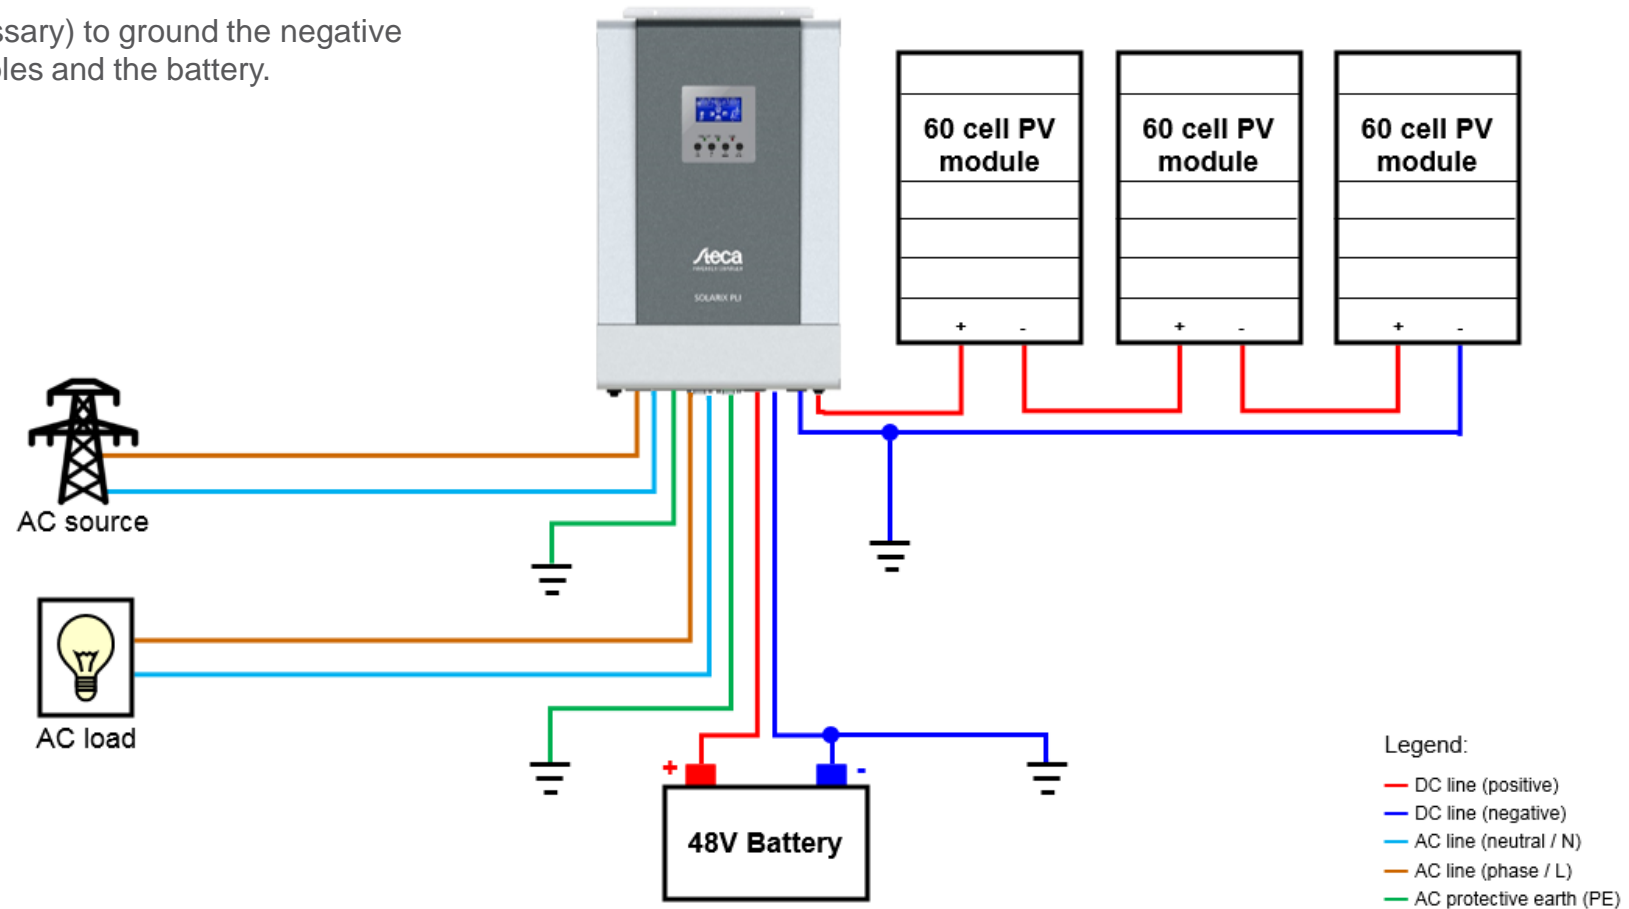 ssary) to ground the negative
les and the battery.
Steca
SOLARIX PLI
60 cell PV
module
+ -
60 cell PV
module
+ -
60 cell PV
module
+ -
AC source
AC load
+ -
48V Battery
Legend:
DC line (positive)
DC line (negative)
AC line (neutral / N)
AC line (phase / L)
AC protective earth (PE)